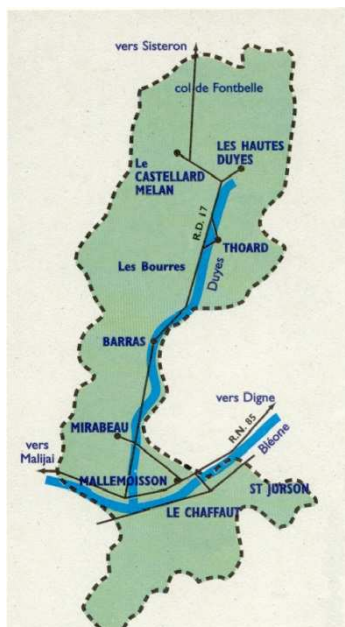 vers Sisteron
col de Fontbelle
LES HAUTES
DUYES
Le
CASTELLARD
MELAN
R.D. 17
THOARD
Duyes
Les Bourres
BARRAS
vers Digne
R.N. 85
Bléone
MIRABEAU
vers
Malijai
MALLEMOISSON
ST JORSON
LE CHAFFAUT